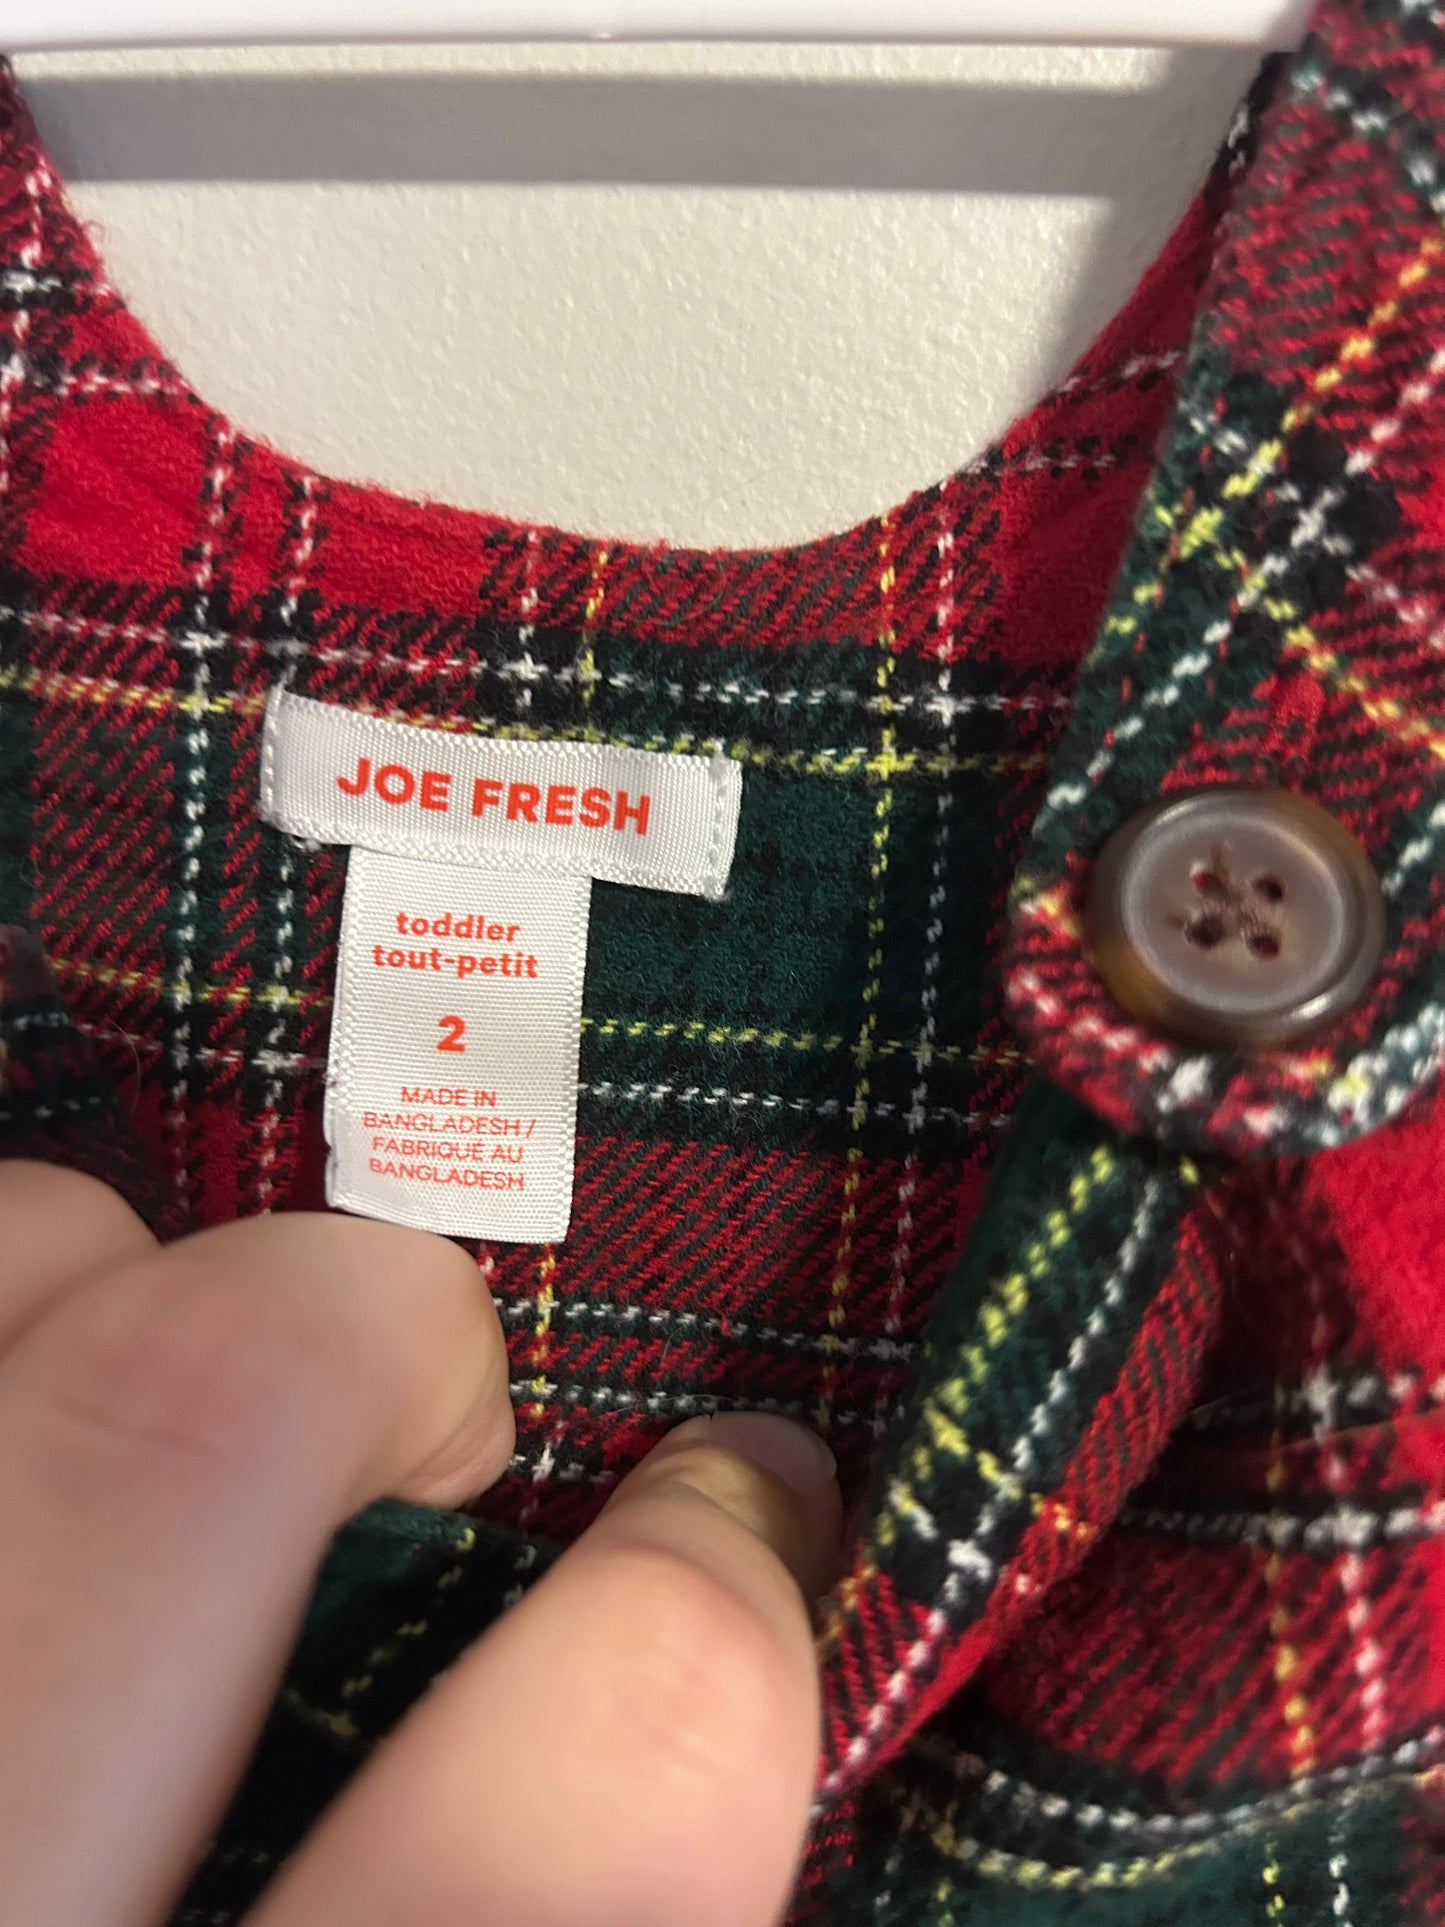 JOE FRESH
toddler
tout-petit
2
MADE IN
BANGLADESH /
FABRIQUÉ AU
BANGLADESH